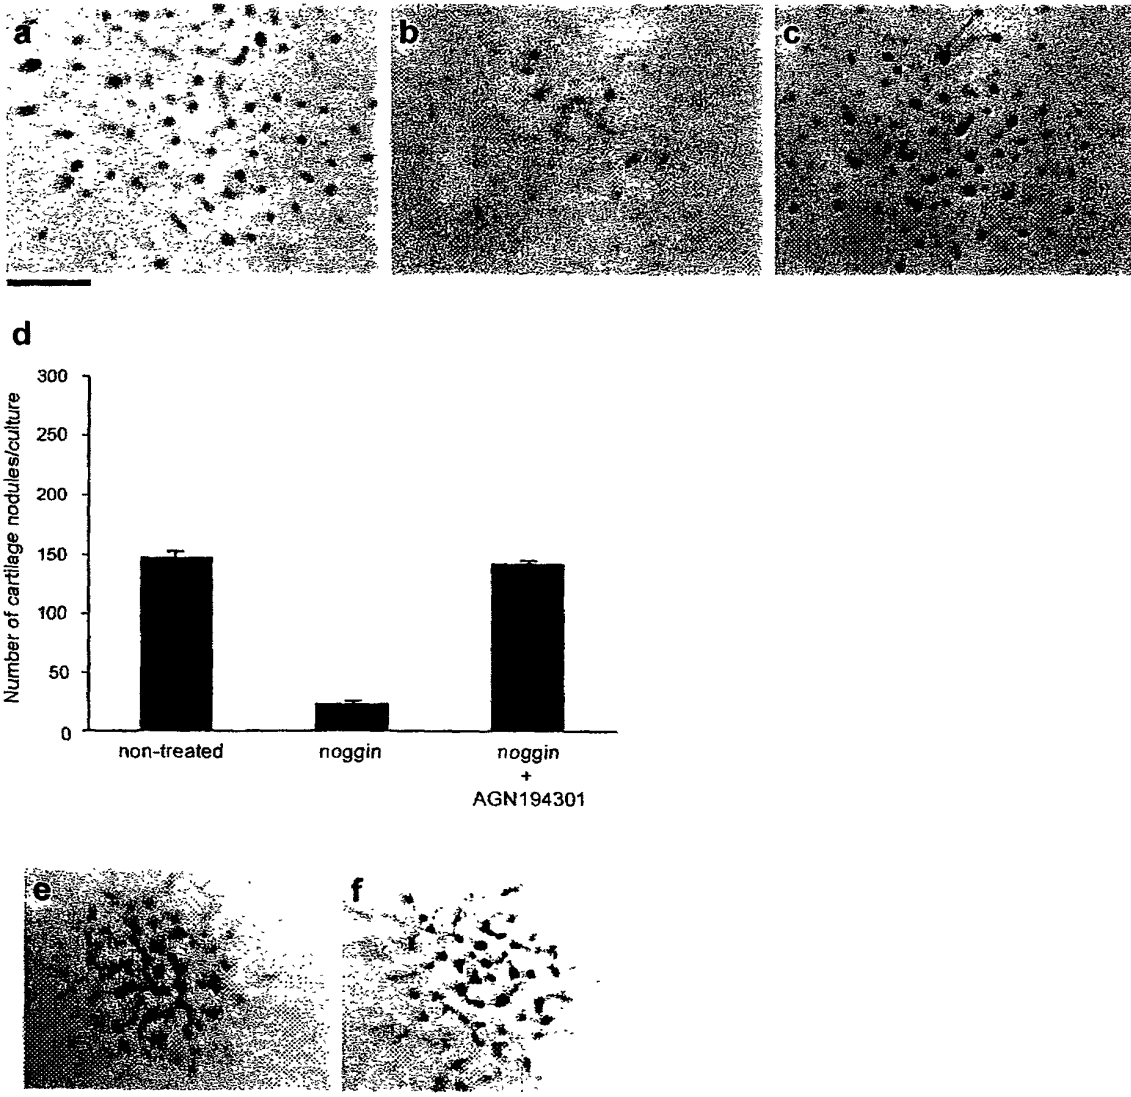 a
b
c
d
300
250
200
150
100
50
0
Number of cartilage nodules/culture
non-treated
noggin
noggin
+
AGN194301
e
f